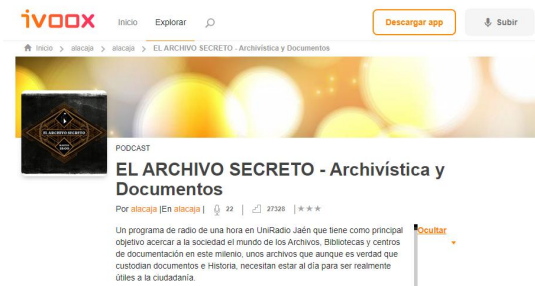 ivoox Inicio Explorar Descargar app Subir
Inicio > alacaja > alacaja > EL ARCHIVO SECRETO - Archivística y Documentos
EL ARCHIVO SECRETO
PODCAST
EL ARCHIVO SECRETO - Archivística y
Documentos
Por alacaja |En alacaja | 22 | 27328 |
Un programa de radio de una hora en UniRadio Jaén que tiene como principal
objetivo acercar a la sociedad el mundo de los Archivos, Bibliotecas y centros
de documentación en este milenio, unos archivos que aunque es verdad que
custodian documentos e Historia, necesitan estar al día para ser realmente
útiles a la ciudadanía.
Ocultar